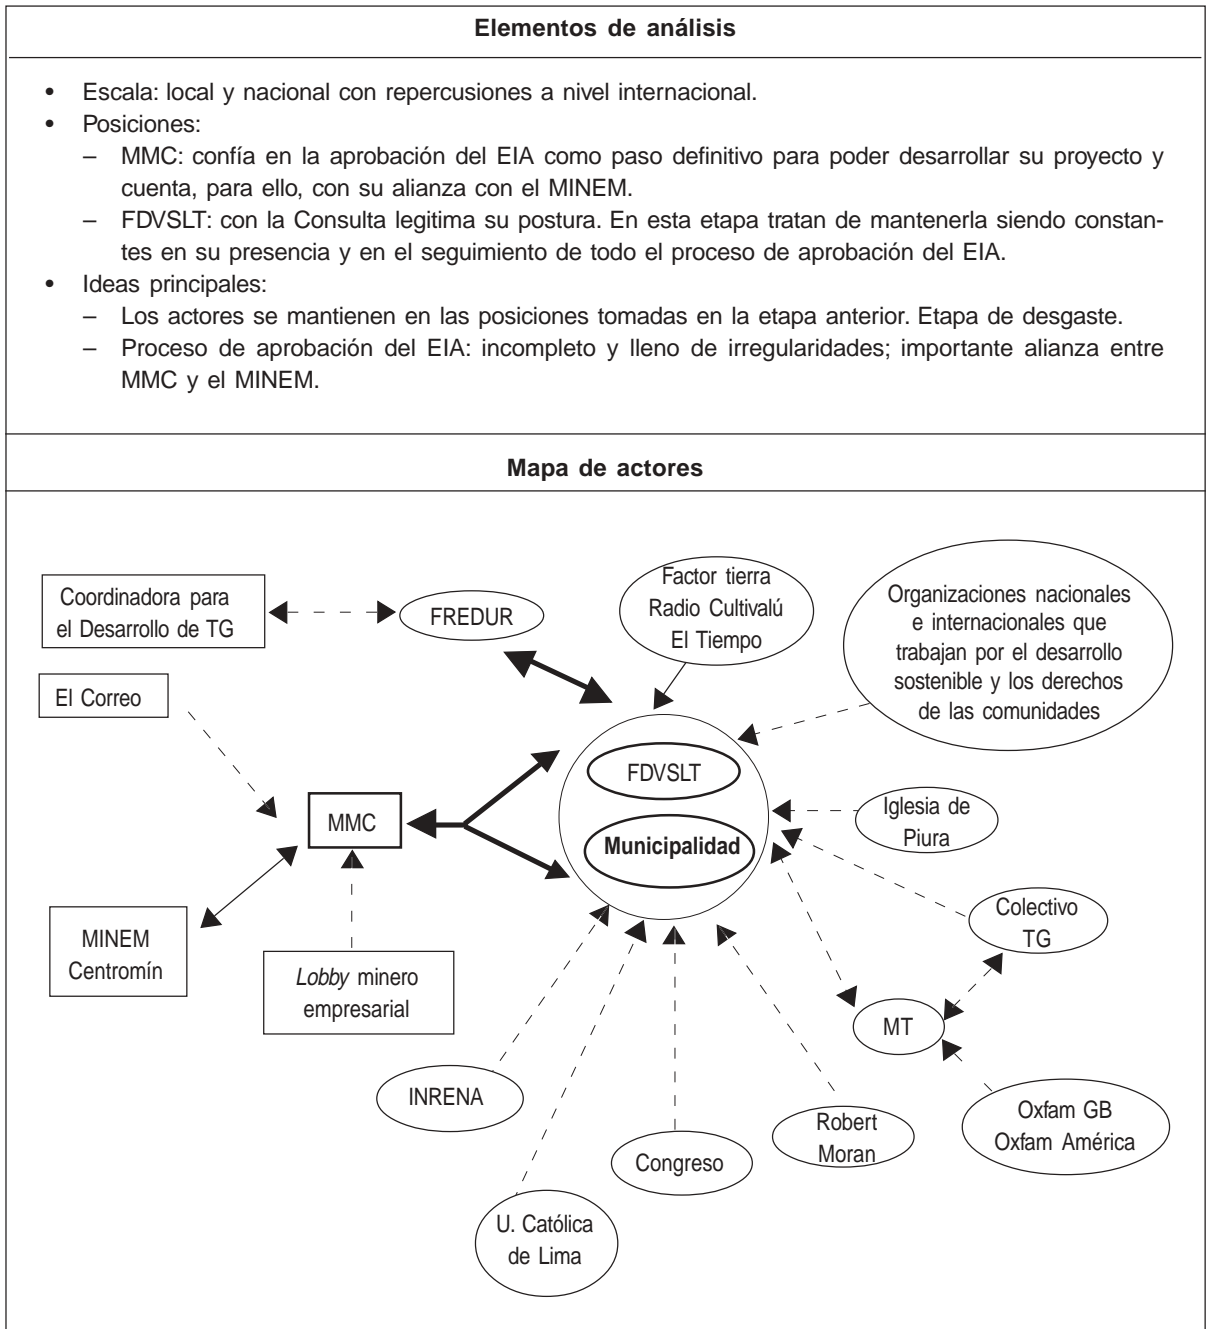 Elementos de análisis
• Escala: local y nacional con repercusiones a nivel internacional.
• Posiciones:
– MMC: confía en la aprobación del EIA como paso definitivo para poder desarrollar su proyecto y
cuenta, para ello, con su alianza con el MINEM.
– FDVSLT: con la Consulta legitima su postura. En esta etapa tratan de mantenerla siendo constan-
tes en su presencia y en el seguimiento de todo el proceso de aprobación del EIA.
• Ideas principales:
– Los actores se mantienen en las posiciones tomadas en la etapa anterior. Etapa de desgaste.
– Proceso de aprobación del EIA: incompleto y lleno de irregularidades; importante alianza entre
MMC y el MINEM.
Mapa de actores
Coordinadora para
el Desarrollo de TG
FREDUR
Factor tierra
Radio Cultivalú
El Tiempo
Organizaciones nacionales
e internacionales que
trabajan por el desarrollo
sostenible y los derechos
de las comunidades
El Correo
FDVSLT
MMC
Municipalidad
Iglesia de
Piura
MINEM
Centromín
Lobby minero
empresarial
Colectivo
TG
MT
INRENA
Congreso
Robert
Moran
Oxfam GB
Oxfam América
U. Católica
de Lima